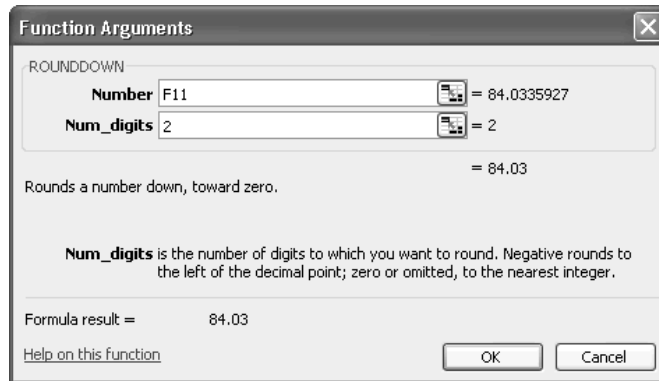 Function Arguments
ROUNDDOWN
Number F11 = 84.0335927
Num_digits 2 = 2
= 84.03
Rounds a number down, toward zero.
Num_digits is the number of digits to which you want to round. Negative rounds to
the left of the decimal point; zero or omitted, to the nearest integer.
Formula result = 84.03
Help on this function OK Cancel